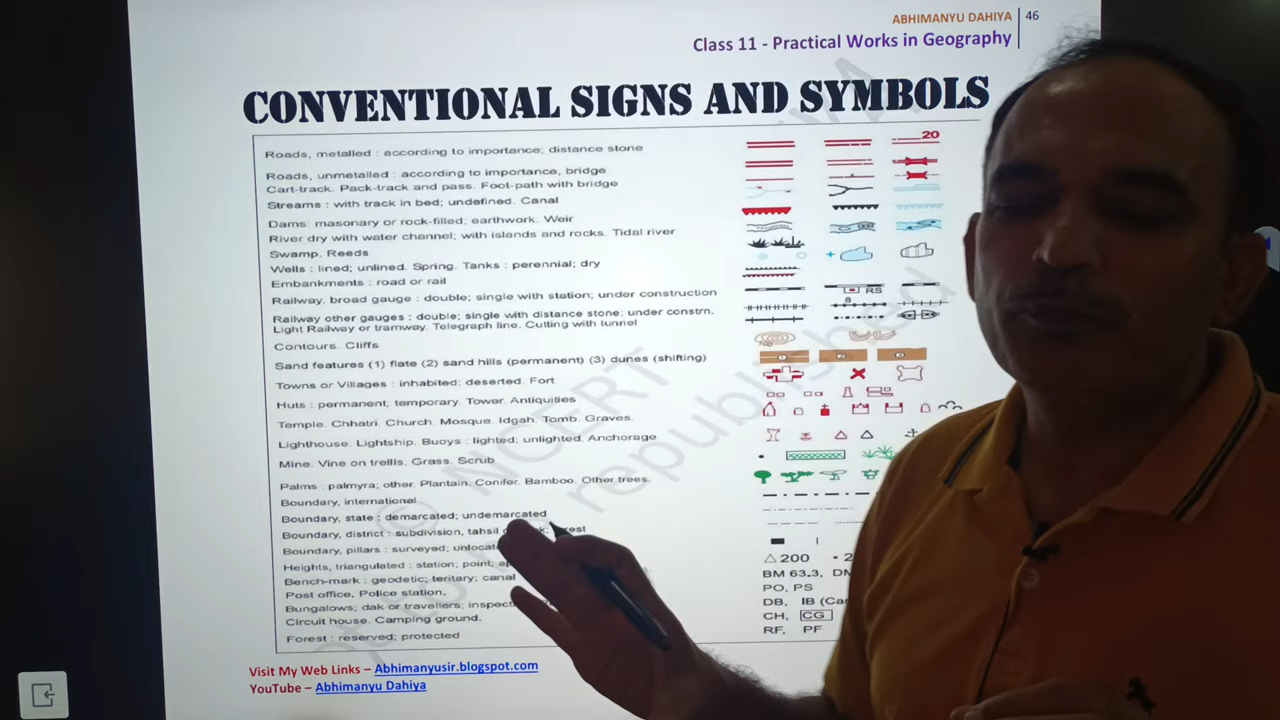 ABHIMANYU DAHIYA 46
Class 11 - Practical Works in Geography
CONVENTIONAL SIGNS AND SYMBOLS
Roads, metalled : according to importance; distance stone
20
Roads, unmetalled : according to importance, bridge
Cart-track. Pack-track and pass. Foot-path with bridge
Streams : with track in bed; undefined. Canal
Dams: masonary or rock-filled; earthwork. Weir
River dry with water channel; with islands and rocks. Tidal river
Swamp. Reeds
Wells : lined; unlined. Spring. Tanks : perennial; dry
Embankments : road or rail
Railway, broad gauge : double; single with station; under construction
RS
Railway other gauges : double; single with distance stone; under constrn.
8
Light Railway or tramway. Telegraph line. Cutting with tunnel
Contours. Cliffs
Sand features (1) flate (2) sand hills (permanent) (3) dunes (shifting)
1 2 3
Towns or Villages : inhabited; deserted. Fort
Huts : permanent; temporary. Tower. Antiquities
Temple. Chhatri. Church. Mosque. Idgah. Tomb. Graves.
Lighthouse. Lightship. Buoys : lighted; unlighted. Anchorage
Mine. Vine on trellis. Grass. Scrub
Palms : palmyra; other. Plantain. Conifer. Bamboo. Other trees.
Boundary, international
Boundary, state : demarcated; undemarcated
Boundary, district : subdivision, tahsil
Boundary, pillars : surveyed;
Heights, triangulated : station; point;
200
Bench-mark : geodetic; teritary; canal
BM 63.3,
Post office. Police station.
PO, PS
Bungalows; dak or travellers;
DB, IB
Circuit house. Camping ground.
CH, CG
Forest : reserved; protected
RF, PF
© NCERT
republished
Visit My Web Links – Abhimanyusir.blogspot.com
YouTube – Abhimanyu Dahiya